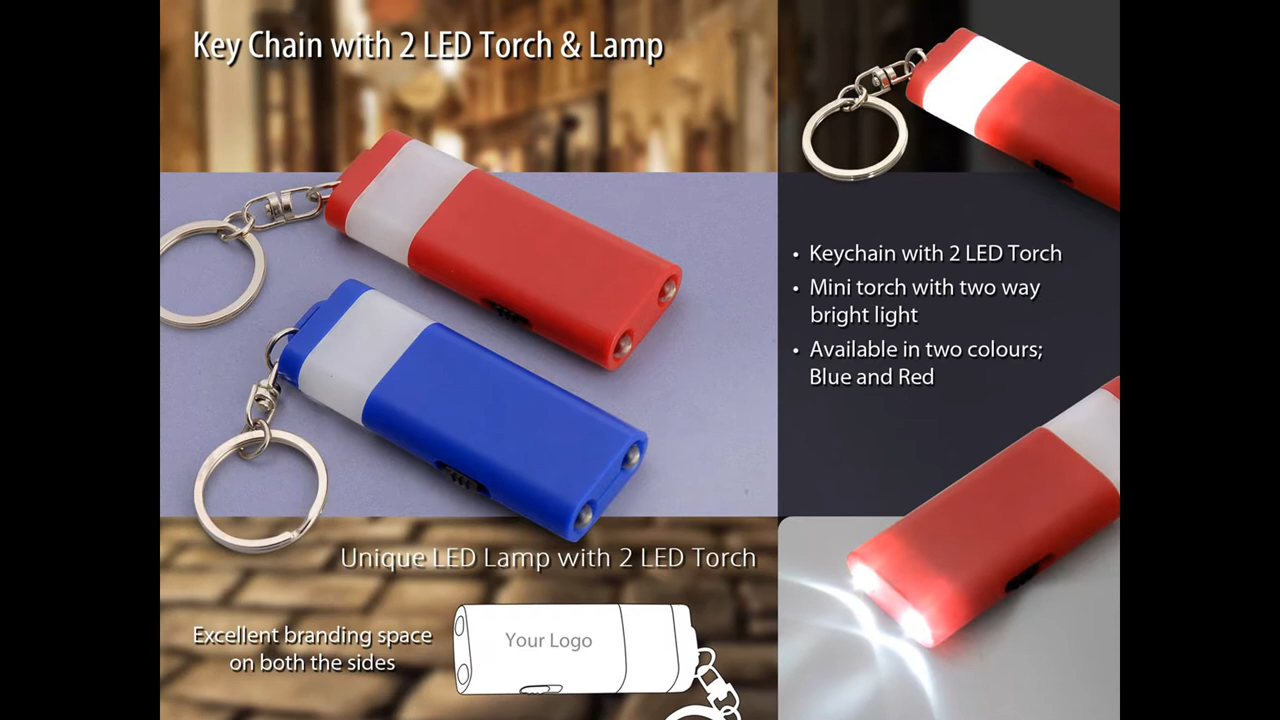 Key Chain with 2 LED Torch & Lamp
• Keychain with 2 LED Torch
• Mini torch with two way
bright light
• Available in two colours;
Blue and Red
Unique LED Lamp with 2 LED Torch
Excellent branding space
on both the sides
Your Logo